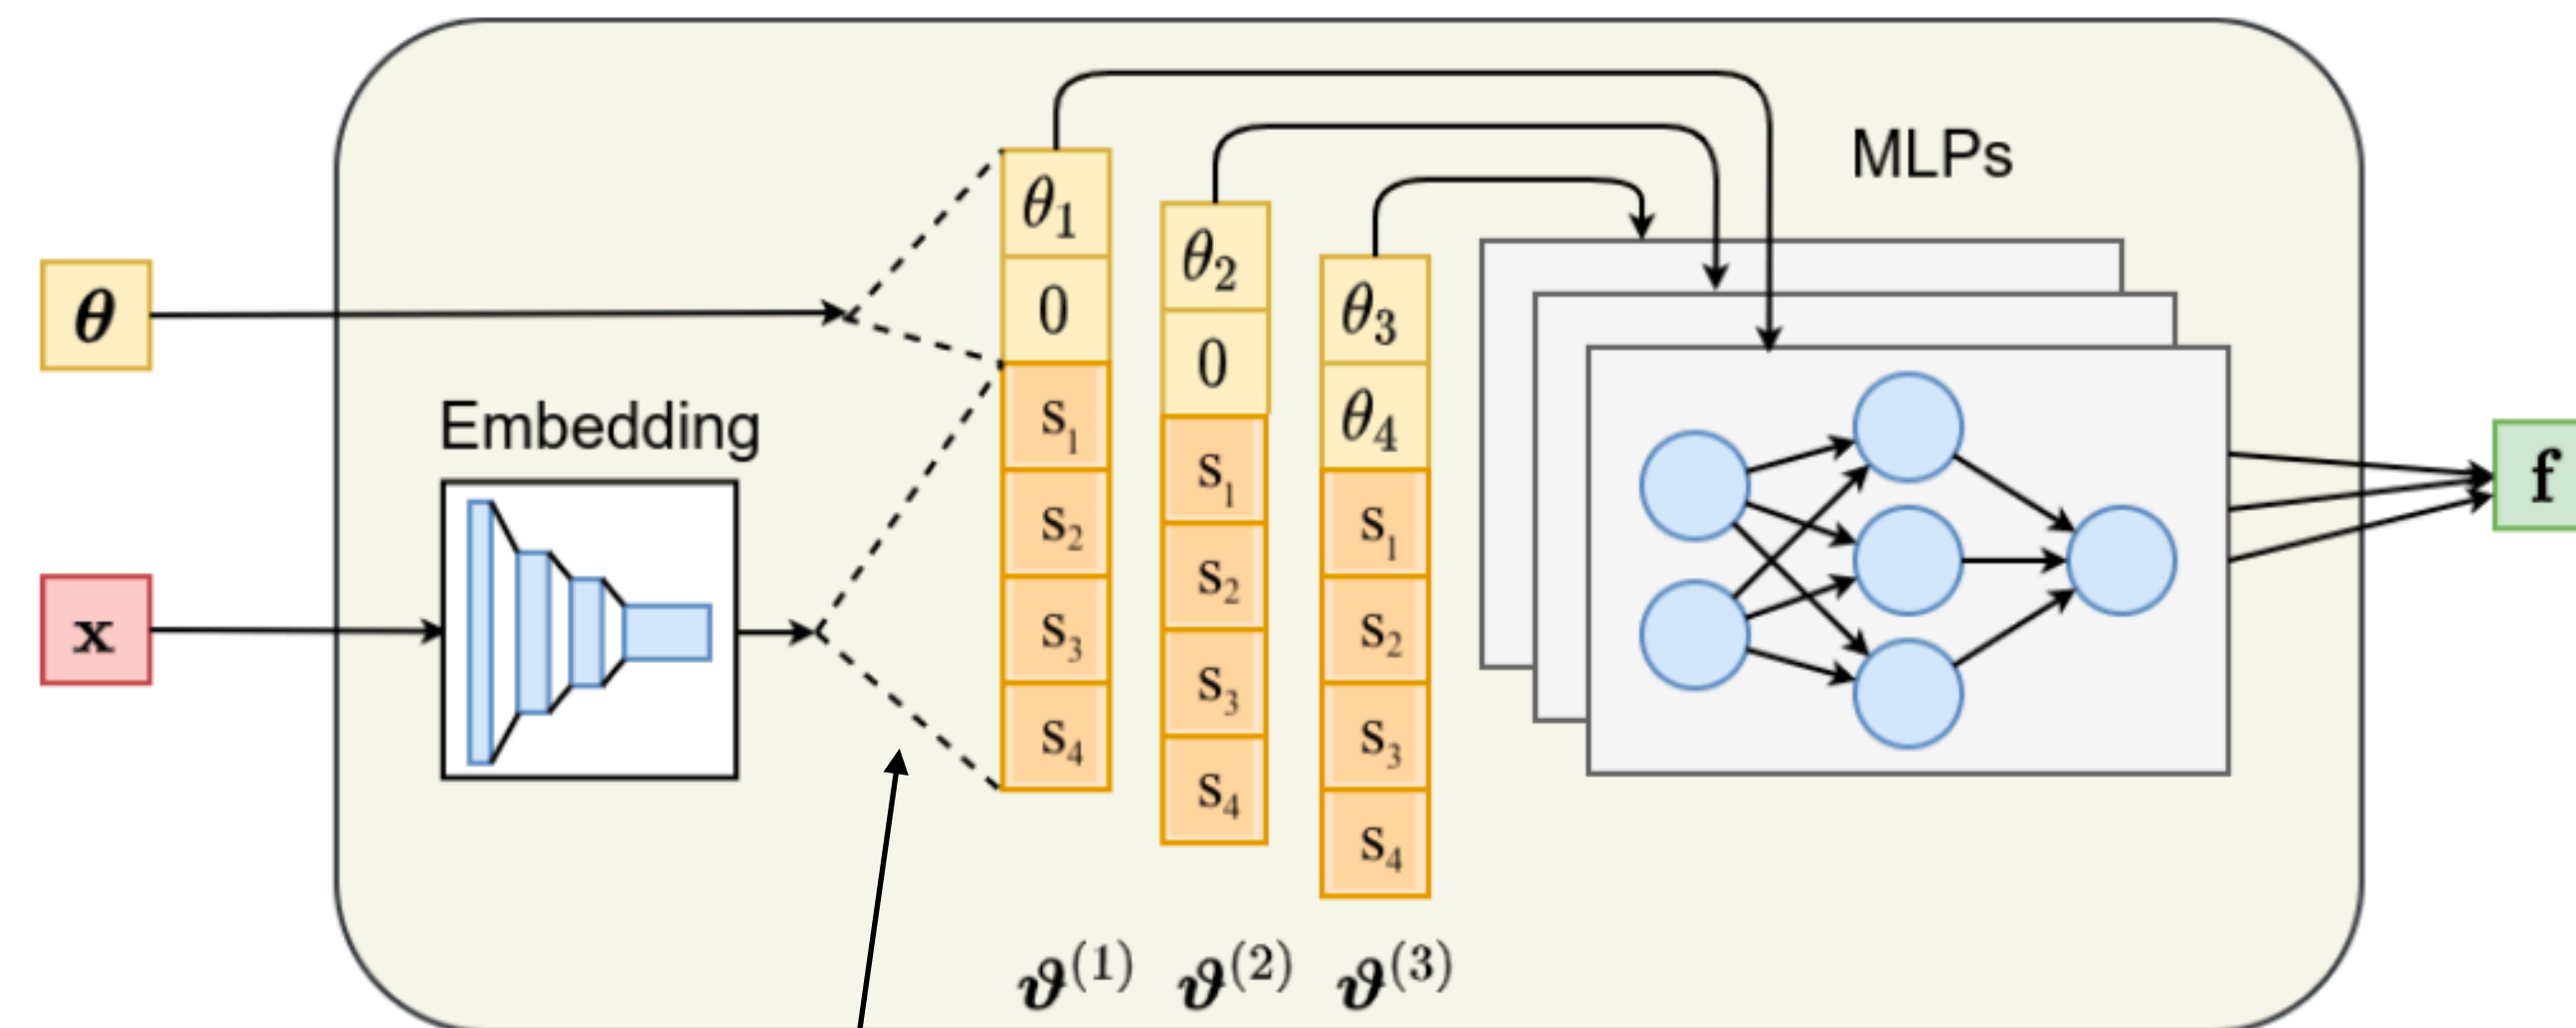 MLPs
θ
Embedding
x
θ₁
0
s₁
s₂
s₃
s₄
ϑ⁽¹⁾
θ₂
0
s₁
s₂
s₃
s₄
ϑ⁽²⁾
θ₃
θ₄
s₁
s₂
s₃
s₄
ϑ⁽³⁾
f